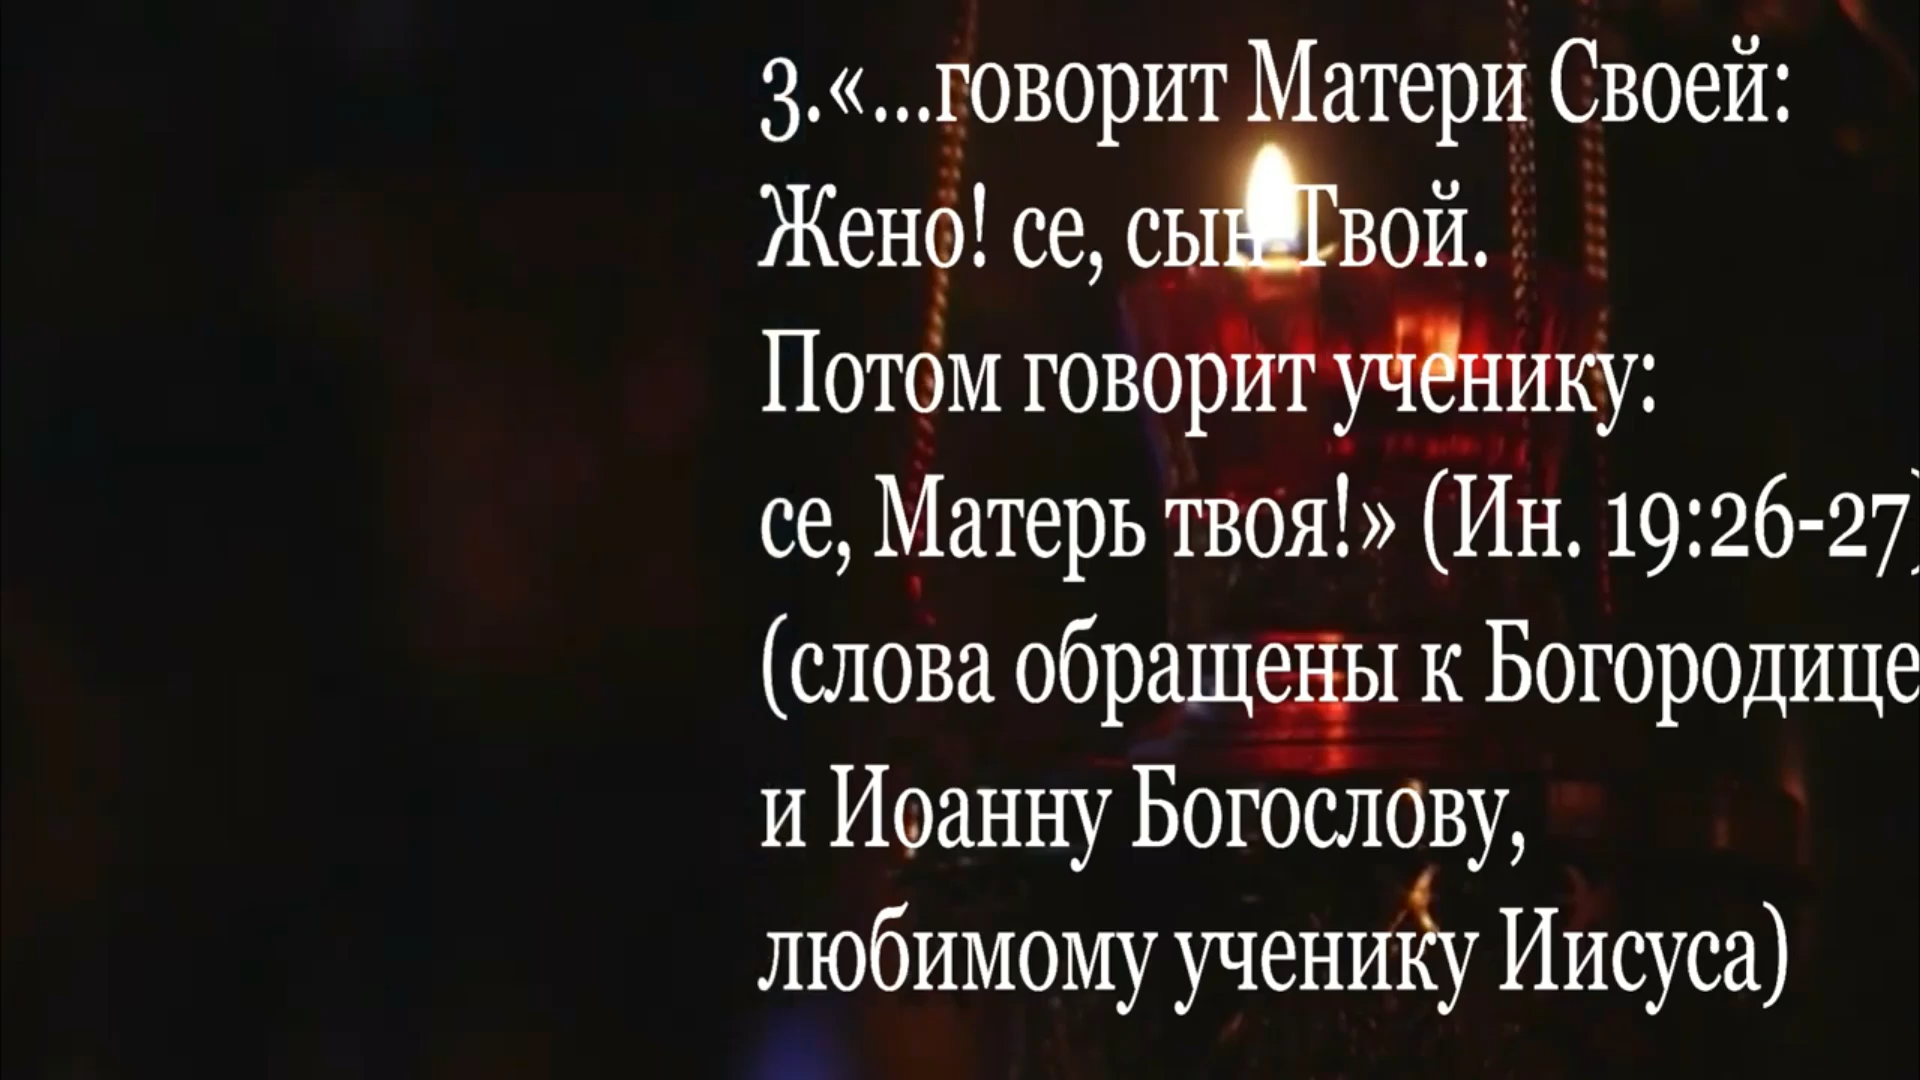 3.«...говорит Матери Своей:
Жено! се, сын Твой.
Потом говорит ученику:
се, Матерь твоя!» (Ин. 19:26-27)
(слова обращены к Богородице
и Иоанну Богослову,
любимому ученику Иисуса)